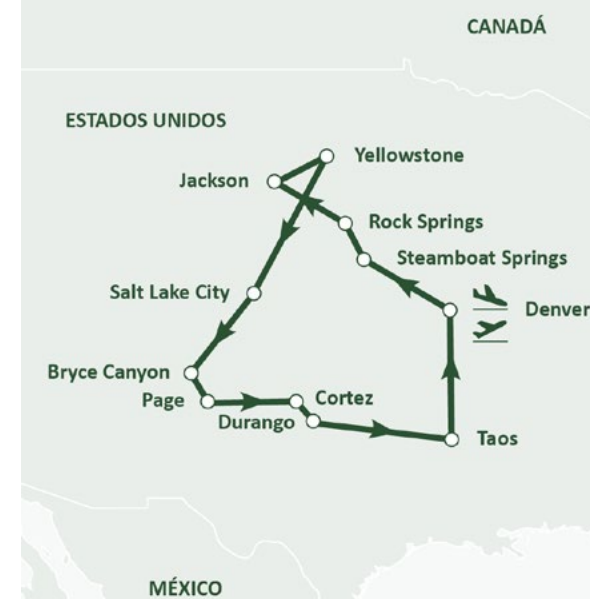 CANADÁ
ESTADOS UNIDOS
Yellowstone
Jackson
Rock Springs
Steamboat Springs
Salt Lake City
Denver
Bryce Canyon
Page
Cortez
Durango
Taos
MÉXICO